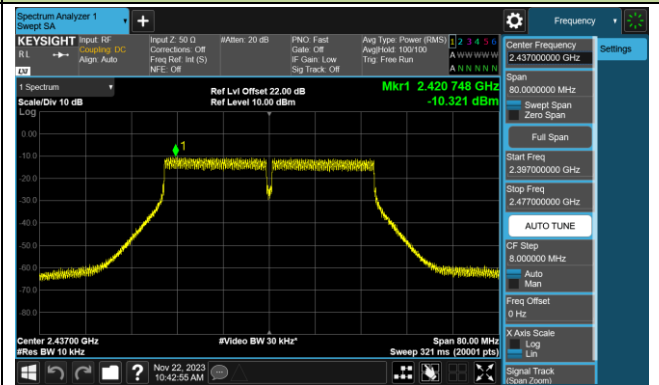 Spectrum Analyzer 1
Swept SA
+
Frequency
KEYSIGHT
RL
Input: RF
Coupling: DC
Align: Auto
Input Z: 50 Ω
Corrections: Off
Freq Ref: Int (S)
NFE: Off
#Atten: 20 dB
PNO: Fast
Gate: Off
IF Gain: Low
Sig Track: Off
Avg Type: Power (RMS)
Avg|Hold: 100/100
Trig: Free Run
1 2 3 4 5 6
A W W W W W
A N N N N N
LXI
1 Spectrum
Scale/Div 10 dB
Log
Ref Lvl Offset 22.00 dB
Ref Level 10.00 dBm
Mkr1 2.420 748 GHz
-10.321 dBm
1
0.00
-10.0
-20.0
-30.0
-40.0
-50.0
-60.0
-70.0
-80.0
Center 2.43700 GHz
#Res BW 10 kHz
#Video BW 30 kHz*
Span 80.00 MHz
Sweep 321 ms (20001 pts)
Nov 22, 2023
10:42:55 AM
?
Center Frequency
2.437000000 GHz
Settings
Span
80.0000000 MHz
Swept Span
Zero Span
Full Span
Start Freq
2.397000000 GHz
Stop Freq
2.477000000 GHz
AUTO TUNE
CF Step
8.000000 MHz
Auto
Man
Freq Offset
0 Hz
X Axis Scale
Log
Lin
Signal Track
(Span Zoom)